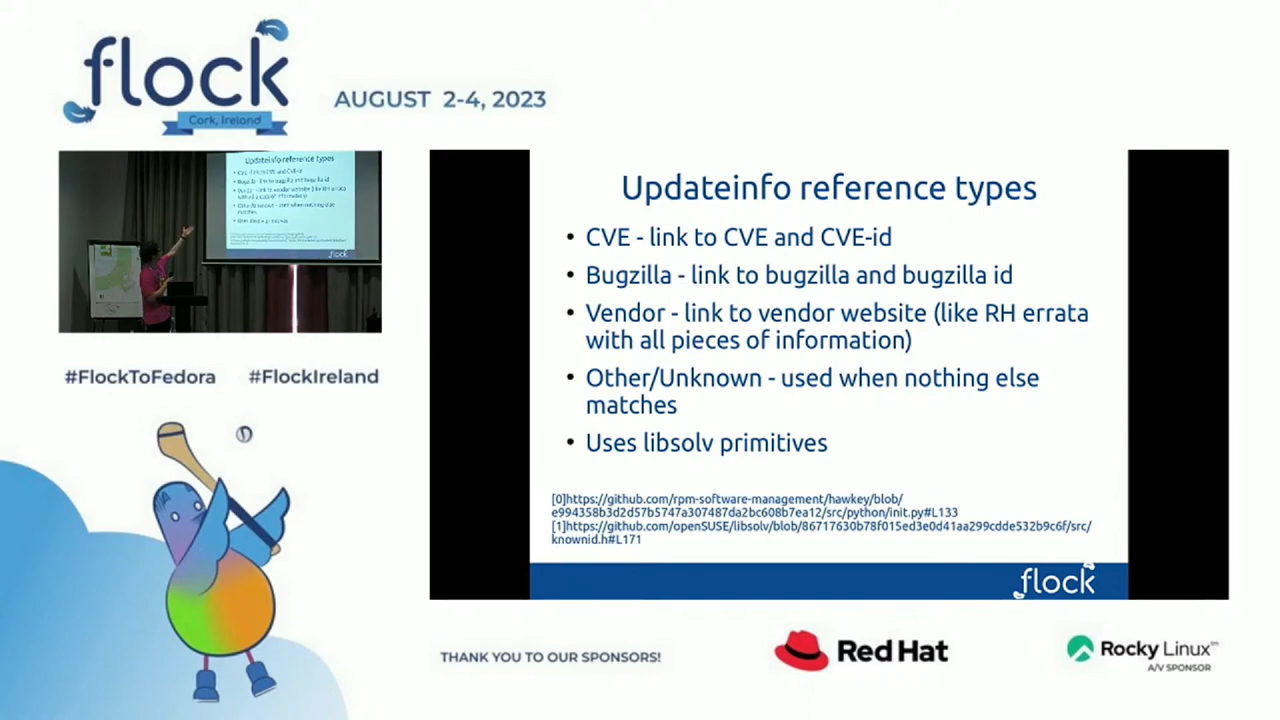 flock
Cork, Ireland
AUGUST 2-4, 2023
Updateinfo reference types
#FlockToFedora #FlockIreland
Updateinfo reference types
• CVE - link to CVE and CVE-id
• Bugzilla - link to bugzilla and bugzilla id
• Vendor - link to vendor website (like RH errata
with all pieces of information)
• Other/Unknown - used when nothing else
matches
• Uses libsolv primitives
[0]https://github.com/rpm-software-management/hawkey/blob/
e994358b3d2d57b5747a307487da2bc608b7ea12/src/python/init.py#L133
[1]https://github.com/openSUSE/libsolv/blob/86717630b78f015ed3e0d41aa299cdde532b9c6f/src/
knownid.h#L171
flock
THANK YOU TO OUR SPONSORS!
Red Hat
Rocky Linux™
A/V SPONSOR